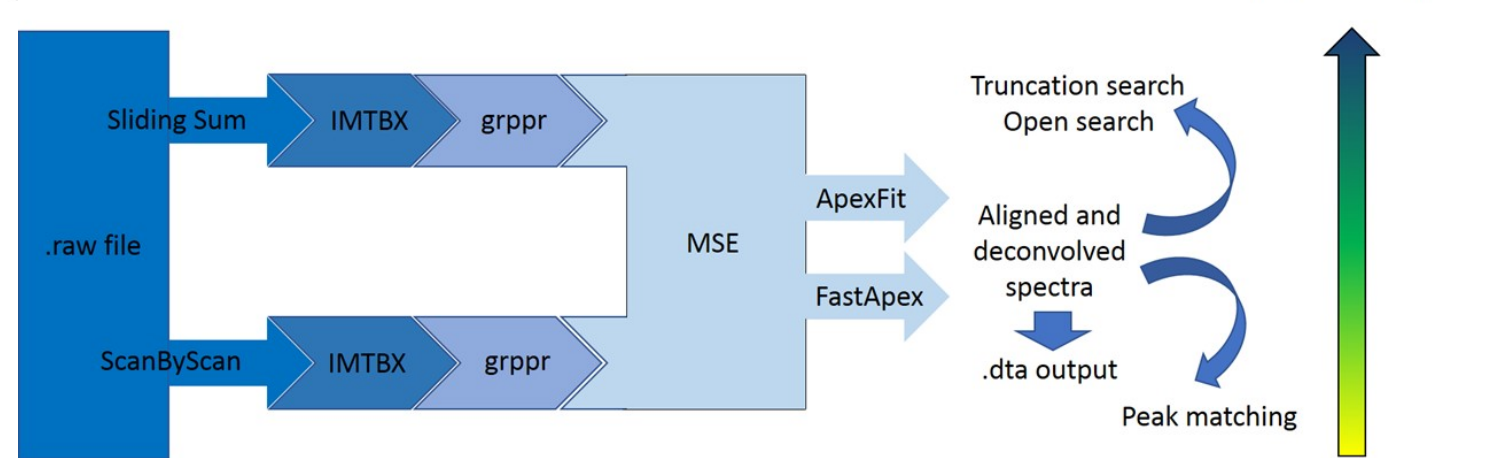 Sliding Sum
IMTBX
grppr
.raw file
ScanByScan
IMTBX
grppr
MSE
ApexFit
FastApex
Truncation search
Open search
Aligned and
deconvolved
spectra
.dta output
Peak matching